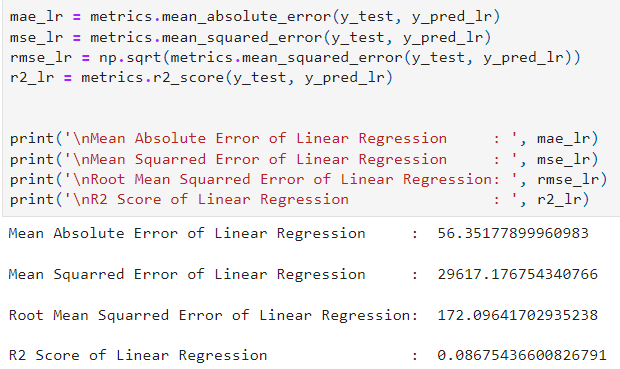 mae_lr = metrics.mean_absolute_error(y_test, y_pred_lr)
mse_lr = metrics.mean_squared_error(y_test, y_pred_lr)
rmse_lr = np.sqrt(metrics.mean_squared_error(y_test, y_pred_lr))
r2_lr = metrics.r2_score(y_test, y_pred_lr)
print('\nMean Absolute Error of Linear Regression     : ', mae_lr)
print('\nMean Squarred Error of Linear Regression     : ', mse_lr)
print('\nRoot Mean Squarred Error of Linear Regression: ', rmse_lr)
print('\nR2 Score of Linear Regression                : ', r2_lr)
Mean Absolute Error of Linear Regression     :  56.35177899960983
Mean Squarred Error of Linear Regression     :  29617.176754340766
Root Mean Squarred Error of Linear Regression:  172.09641702935238
R2 Score of Linear Regression                :  0.08675436600826791